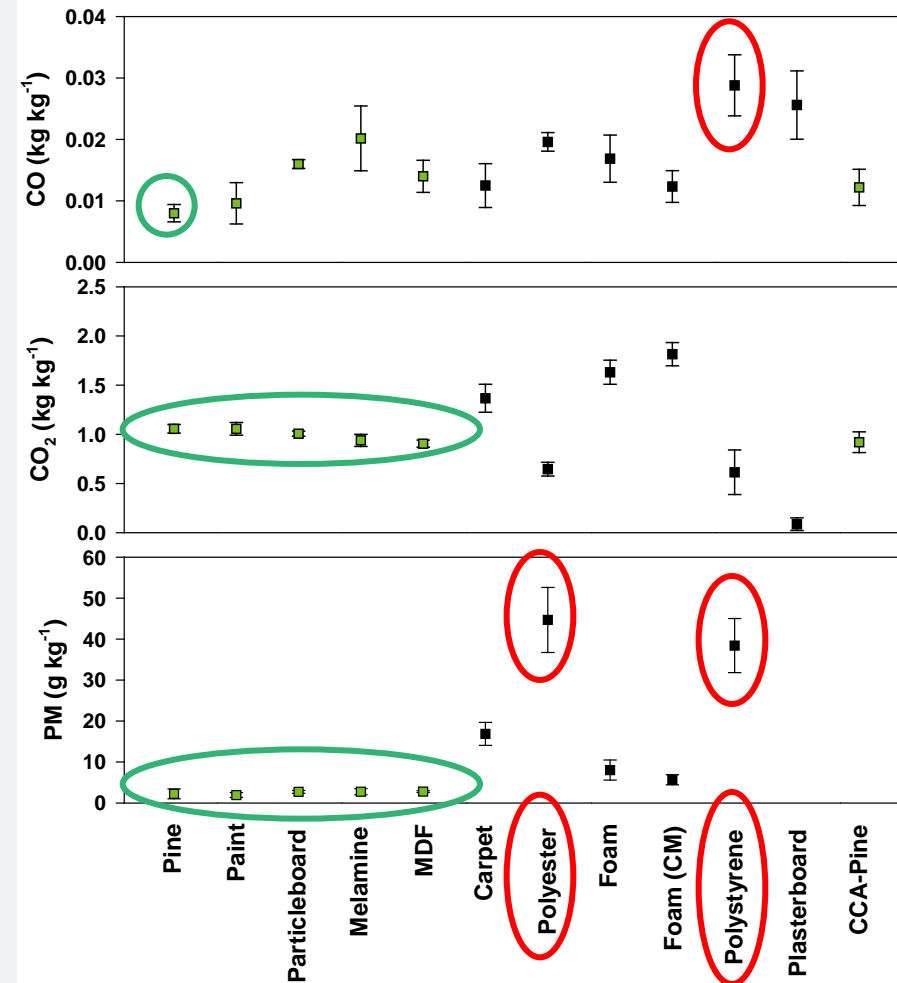 0.04
0.03
0.02
0.01
0.00
CO (kg kg⁻¹)
2.5
2.0
1.5
1.0
0.5
0.0
CO₂ (kg kg⁻¹)
60
50
40
30
20
10
0
PM (g kg⁻¹)
Pine
Paint
Particleboard
Melamine
MDF
Carpet
Polyester
Foam
Foam (CM)
Polystyrene
Plasterboard
CCA-Pine